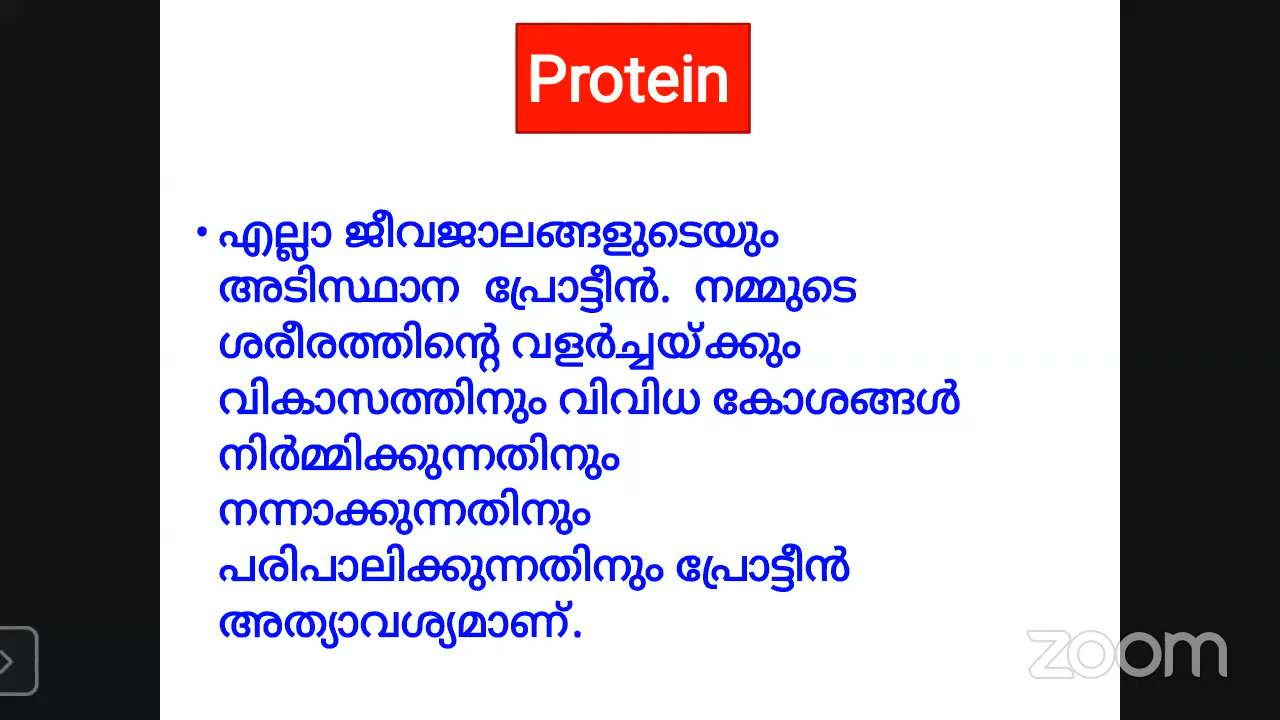 Protein
• എല്ലാ ജീവജാലങ്ങളുടെയും
അടിസ്ഥാന പ്രോട്ടീൻ. നമ്മുടെ
ശരീരത്തിന്റെ വളർച്ചയ്ക്കും
വികാസത്തിനും വിവിധ കോശങ്ങൾ
നിർമ്മിക്കുന്നതിനും
നന്നാക്കുന്നതിനും
പരിപാലിക്കുന്നതിനും പ്രോട്ടീൻ
അത്യാവശ്യമാണ്.
zoom